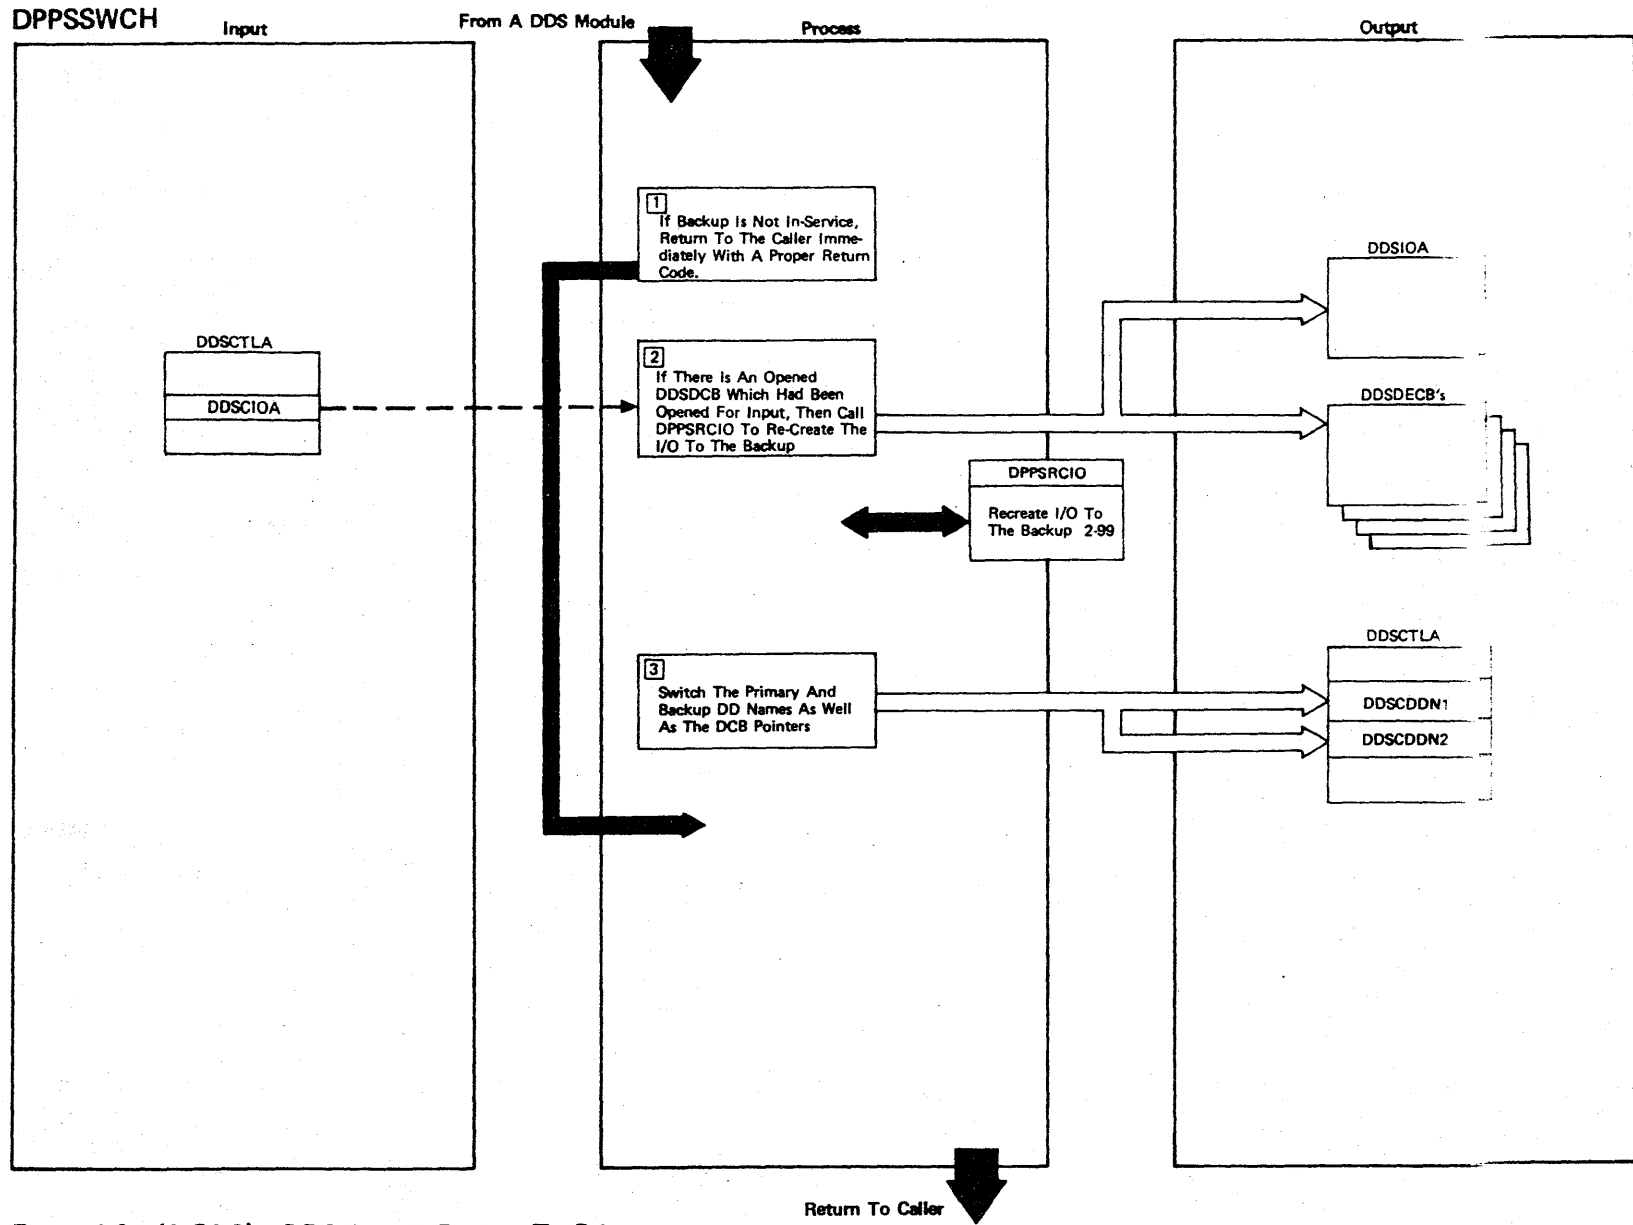 DPPSSWCH
Input
From A DDS Module
Process
Output
1
If Backup Is Not In-Service,
Return To The Caller Imme-
diately With A Proper Return
Code.
DDSIOA
DDSCTLA
DDSCIOA
2
If There Is An Opened
DDSDCB Which Had Been
Opened For Input, Then Call
DPPSRCIO To Re-Create The
I/O To The Backup
DDSDECB's
DPPSRCIO
Recreate I/O To
The Backup 2-99
3
Switch The Primary And
Backup DD Names As Well
As The DCB Pointers
DDSCTLA
DDSCDDN1
DDSCDDN2
Return To Caller